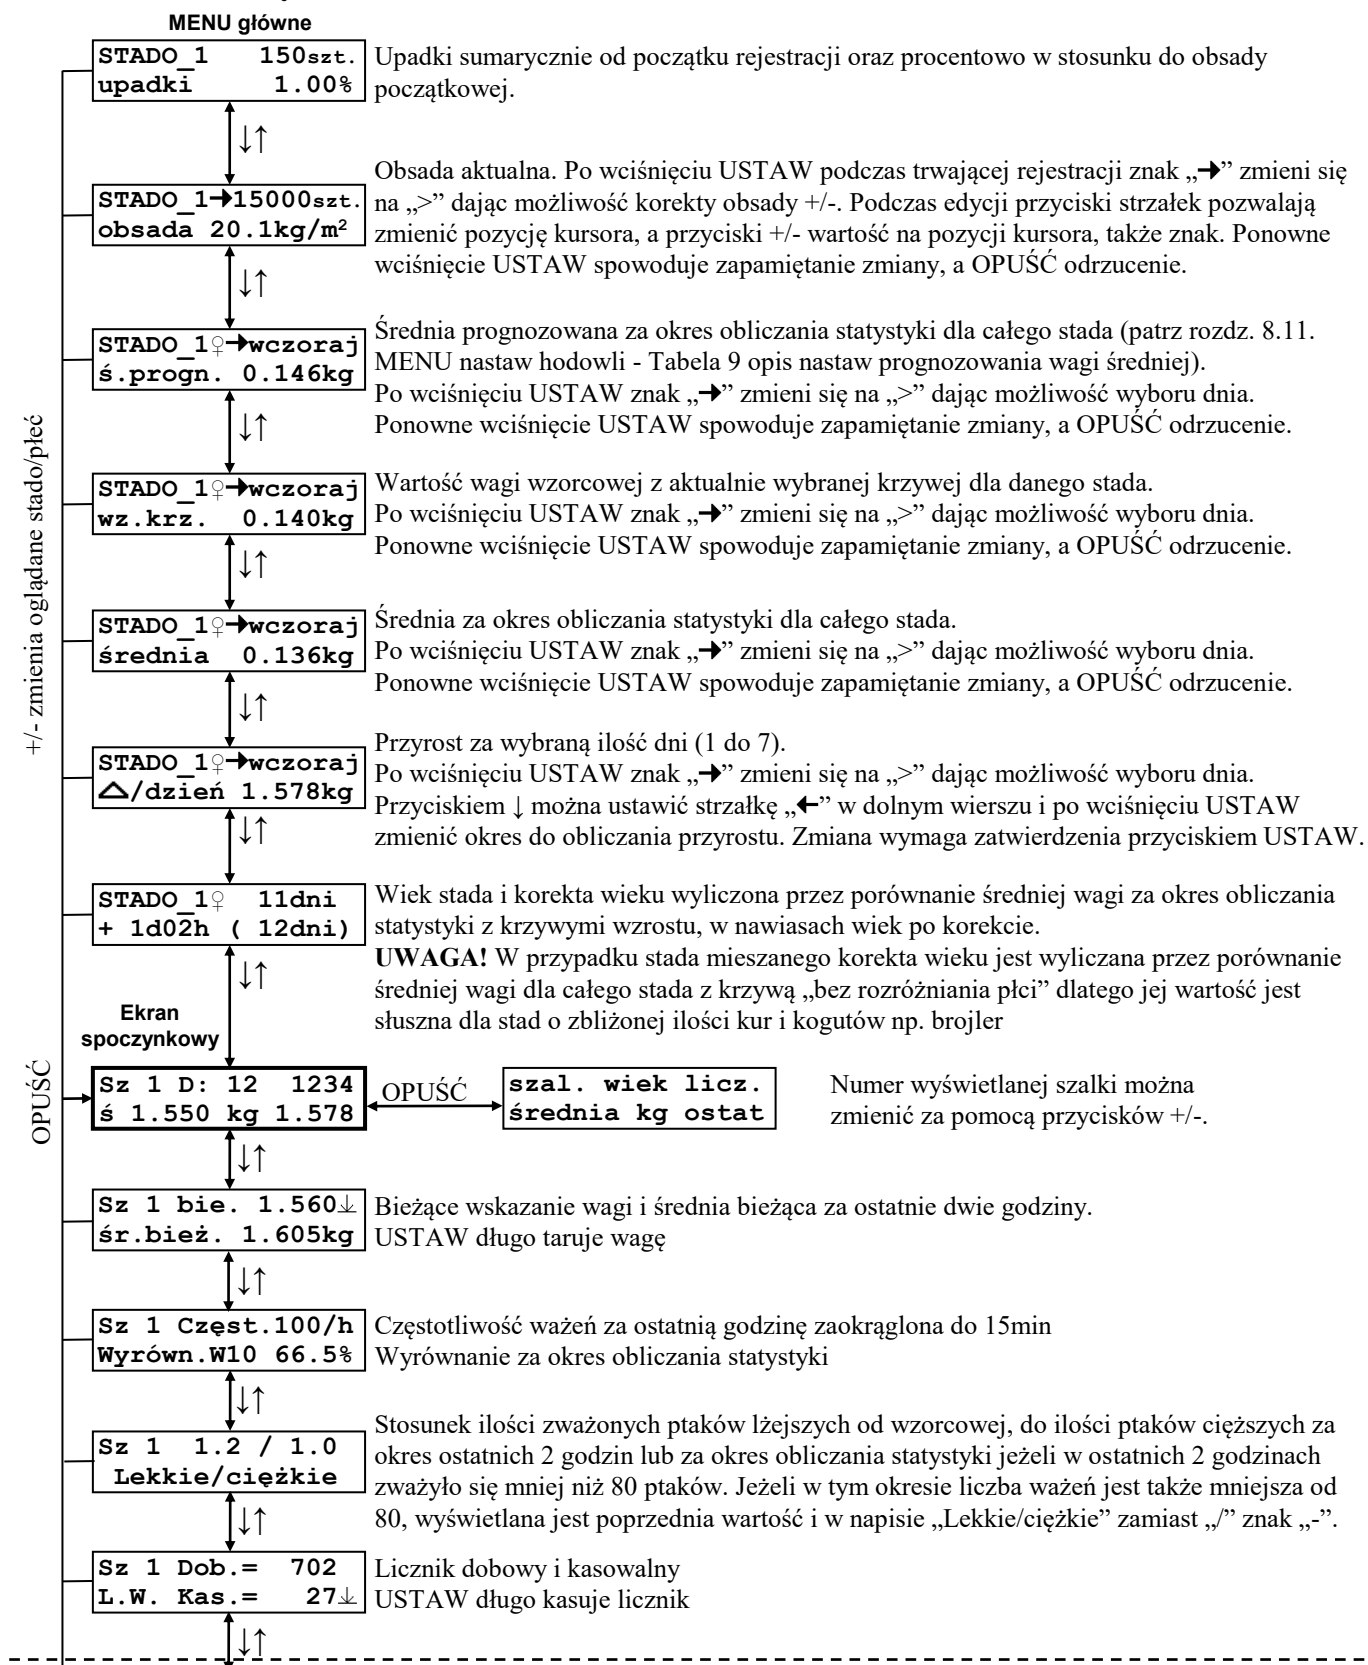 MENU główne
STADO_1 150szt.
upadki 1.00%
Upadki sumarycznie od początku rejestracji oraz procentowo w stosunku do obsady
początkowej.
↓↑
STADO_1➔15000szt.
obsada 20.1kg/m²
Obsada aktualna. Po wciśnięciu USTAW podczas trwającej rejestracji znak „➔” zmieni się
na „>” dając możliwość korekty obsady +/-. Podczas edycji przyciski strzałek pozwalają
zmienić pozycję kursora, a przyciski +/- wartość na pozycji kursora, także znak. Ponowne
wciśnięcie USTAW spowoduje zapamiętanie zmiany, a OPUŚĆ odrzucenie.
↓↑
STADO_1♀➔wczoraj
ś.progn. 0.146kg
Średnia prognozowana za okres obliczania statystyki dla całego stada (patrz rozdz. 8.11.
MENU nastaw hodowli - Tabela 9 opis nastaw prognozowania wagi średniej).
Po wciśnięciu USTAW znak „➔” zmieni się na „>” dając możliwość wyboru dnia.
Ponowne wciśnięcie USTAW spowoduje zapamiętanie zmiany, a OPUŚĆ odrzucenie.
↓↑
+/- zmienia oglądane stado/płeć
STADO_1♀➔wczoraj
wz.krz. 0.140kg
Wartość wagi wzorcowej z aktualnie wybranej krzywej dla danego stada.
Po wciśnięciu USTAW znak „➔” zmieni się na „>” dając możliwość wyboru dnia.
Ponowne wciśnięcie USTAW spowoduje zapamiętanie zmiany, a OPUŚĆ odrzucenie.
↓↑
STADO_1♀➔wczoraj
średnia 0.136kg
Średnia za okres obliczania statystyki dla całego stada.
Po wciśnięciu USTAW znak „➔” zmieni się na „>” dając możliwość wyboru dnia.
Ponowne wciśnięcie USTAW spowoduje zapamiętanie zmiany, a OPUŚĆ odrzucenie.
↓↑
STADO_1♀➔wczoraj
△/dzień 1.578kg
Przyrost za wybraną ilość dni (1 do 7).
Po wciśnięciu USTAW znak „➔” zmieni się na „>” dając możliwość wyboru dnia.
Przyciskiem ↓ można ustawić strzałkę „🡰” w dolnym wierszu i po wciśnięciu USTAW
zmienić okres do obliczania przyrostu. Zmiana wymaga zatwierdzenia przyciskiem USTAW.
↓↑
STADO_1♀ 11dni
+ 1d02h ( 12dni)
Wiek stada i korekta wieku wyliczona przez porównanie średniej wagi za okres obliczania
statystyki z krzywymi wzrostu, w nawiasach wiek po korekcie.
UWAGA! W przypadku stada mieszanego korekta wieku jest wyliczana przez porównanie
średniej wagi dla całego stada z krzywą „bez rozróżniania płci” dlatego jej wartość jest
słuszna dla stad o zbliżonej ilości kur i kogutów np. brojler
↓↑
Ekran
spoczynkowy
OPUŚĆ
Sz 1 D: 12 1234
ś 1.550 kg 1.578
OPUŚĆ
szal. wiek licz.
średnia kg ostat
Numer wyświetlanej szalki można
zmienić za pomocą przycisków +/-.
↓↑
Sz 1 bie. 1.560⤓
śr.bież. 1.605kg
Bieżące wskazanie wagi i średnia bieżąca za ostatnie dwie godziny.
USTAW długo taruje wagę
↓↑
Sz 1 Częst.100/h
Wyrówn.W10 66.5%
Częstotliwość ważeń za ostatnią godzinę zaokrąglona do 15min
Wyrównanie za okres obliczania statystyki
↓↑
Sz 1 1.2 / 1.0
Lekkie/ciężkie
Stosunek ilości zważonych ptaków lżejszych od wzorcowej, do ilości ptaków cięższych za
okres ostatnich 2 godzin lub za okres obliczania statystyki jeżeli w ostatnich 2 godzinach
zważyło się mniej niż 80 ptaków. Jeżeli w tym okresie liczba ważeń jest także mniejsza od
80, wyświetlana jest poprzednia wartość i w napisie „Lekkie/ciężkie” zamiast „/” znak „-”.
↓↑
Sz 1 Dob.= 702
L.W. Kas.= 27⤓
Licznik dobowy i kasowalny
USTAW długo kasuje licznik
↓↑